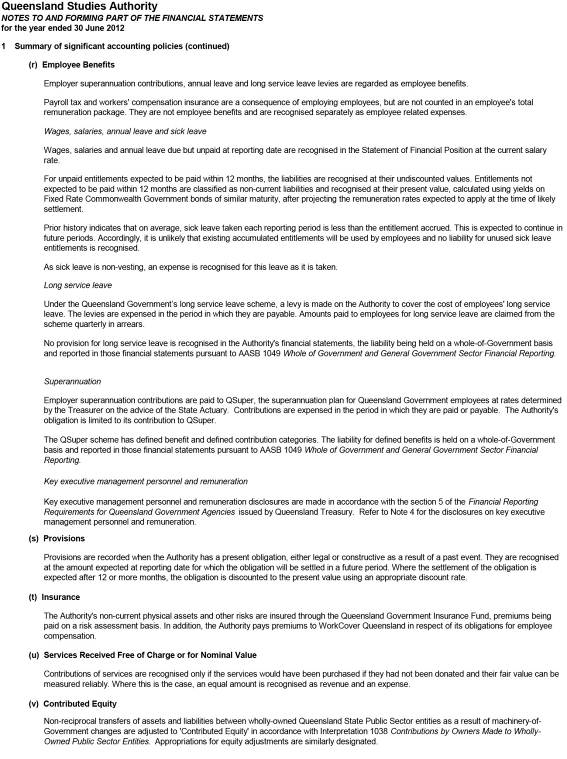 Queensland Studies Authority
NOTES TO AND FORMING PART OF THE FINANCIAL STATEMENTS
for the year ended 30 June 2012
1 Summary of significant accounting policies (continued)
(r) Employee Benefits
Employer superannuation contributions, annual leave and long service leave levies are regarded as employee benefits.
Payroll tax and workers' compensation insurance are a consequence of employing employees, but are not counted in an employee's total
remuneration package. They are not employee benefits and are recognised separately as employee related expenses.
Wages, salaries, annual leave and sick leave
Wages, salaries and annual leave due but unpaid at reporting date are recognised in the Statement of Financial Position at the current salary
rate.
For unpaid entitlements expected to be paid within 12 months, the liabilities are recognised at their undiscounted values. Entitlements not
expected to be paid within 12 months are classified as non-current liabilities and recognised at their present value, calculated using yields on
Fixed Rate Commonwealth Government bonds of similar maturity, after projecting the remuneration rates expected to apply at the time of likely
settlement.
Prior history indicates that on average, sick leave taken each reporting period is less than the entitlement accrued. This is expected to continue in
future periods. Accordingly, it is unlikely that existing accumulated entitlements will be used by employees and no liability for unused sick leave
entitlements is recognised.
As sick leave is non-vesting, an expense is recognised for this leave as it is taken.
Long service leave
Under the Queensland Government's long service leave scheme, a levy is made on the Authority to cover the cost of employees' long service
leave. The levies are expensed in the period in which they are payable. Amounts paid to employees for long service leave are claimed from the
scheme quarterly in arrears.
No provision for long service leave is recognised in the Authority's financial statements, the liability being held on a whole-of-Government basis
and reported in those financial statements pursuant to AASB 1049 Whole of Government and General Government Sector Financial Reporting.
Superannuation
Employer superannuation contributions are paid to QSuper, the superannuation plan for Queensland Government employees at rates determined
by the Treasurer on the advice of the State Actuary. Contributions are expensed in the period in which they are paid or payable. The Authority's
obligation is limited to its contribution to QSuper.
The QSuper scheme has defined benefit and defined contribution categories. The liability for defined benefits is held on a whole-of-Government
basis and reported in those financial statements pursuant to AASB 1049 Whole of Government and General Government Sector Financial
Reporting.
Key executive management personnel and remuneration
Key executive management personnel and remuneration disclosures are made in accordance with the section 5 of the Financial Reporting
Requirements for Queensland Government Agencies issued by Queensland Treasury. Refer to Note 4 for the disclosures on key executive
management personnel and remuneration.
(s) Provisions
Provisions are recorded when the Authority has a present obligation, either legal or constructive as a result of a past event. They are recognised
at the amount expected at reporting date for which the obligation will be settled in a future period. Where the settlement of the obligation is
expected after 12 or more months, the obligation is discounted to the present value using an appropriate discount rate.
(t) Insurance
The Authority's non-current physical assets and other risks are insured through the Queensland Government Insurance Fund, premiums being
paid on a risk assessment basis. In addition, the Authority pays premiums to WorkCover Queensland in respect of its obligations for employee
compensation.
(u) Services Received Free of Charge or for Nominal Value
Contributions of services are recognised only if the services would have been purchased if they had not been donated and their fair value can be
measured reliably. Where this is the case, an equal amount is recognised as revenue and an expense.
(v) Contributed Equity
Non-reciprocal transfers of assets and liabilities between wholly-owned Queensland State Public Sector entities as a result of machinery-of-
Government changes are adjusted to 'Contributed Equity' in accordance with Interpretation 1038 Contributions by Owners Made to Wholly-
Owned Public Sector Entities. Appropriations for equity adjustments are similarly designated.